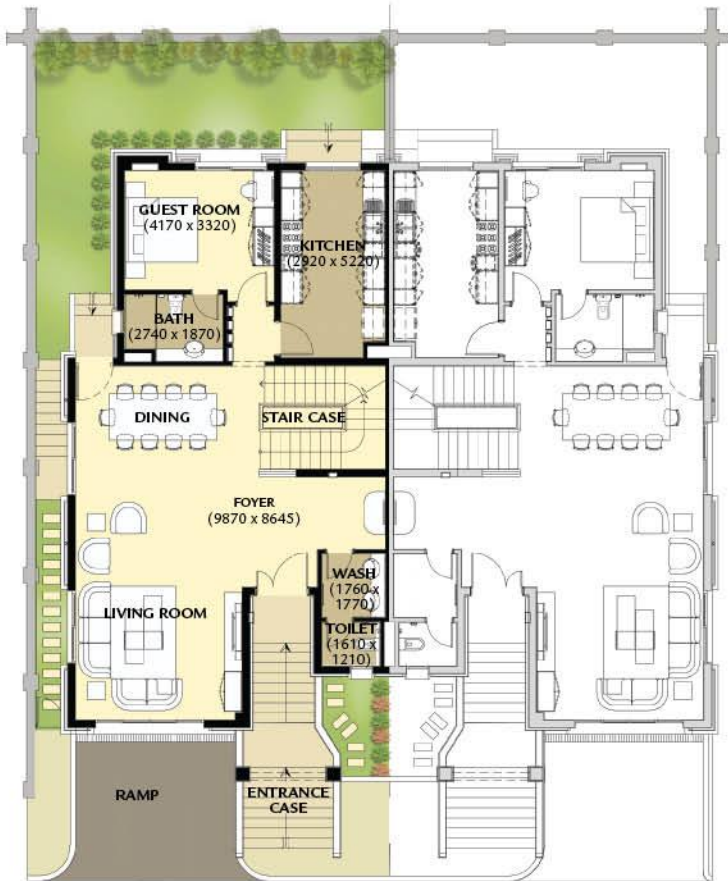 GUEST ROOM
(4170 x 3320)
KITCHEN
(2920 x 5220)
BATH
(2740 x 1870)
DINING
STAIR CASE
FOYER
(9870 x 8645)
WASH
(1760 x
1770)
LIVING ROOM
TOILET
(1610 x
1210)
RAMP
ENTRANCE
CASE